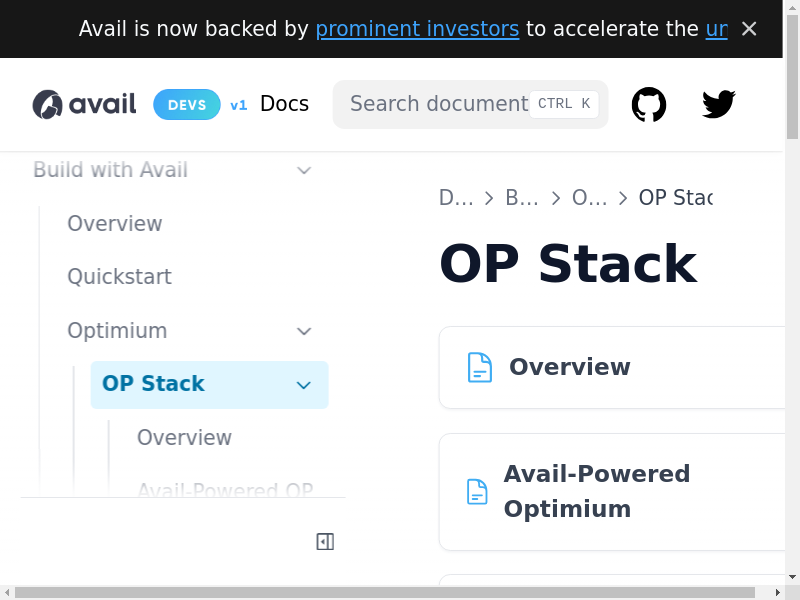 Avail is now backed by prominent investors to accelerate the ur
avail DEVS v1 Docs Search document CTRL K
Build with Avail
Overview
Quickstart
Optimium
OP Stack
Overview
Avail-Powered OP
D... > B... > O... > OP Stac
OP Stack
Overview
Avail-Powered
Optimium